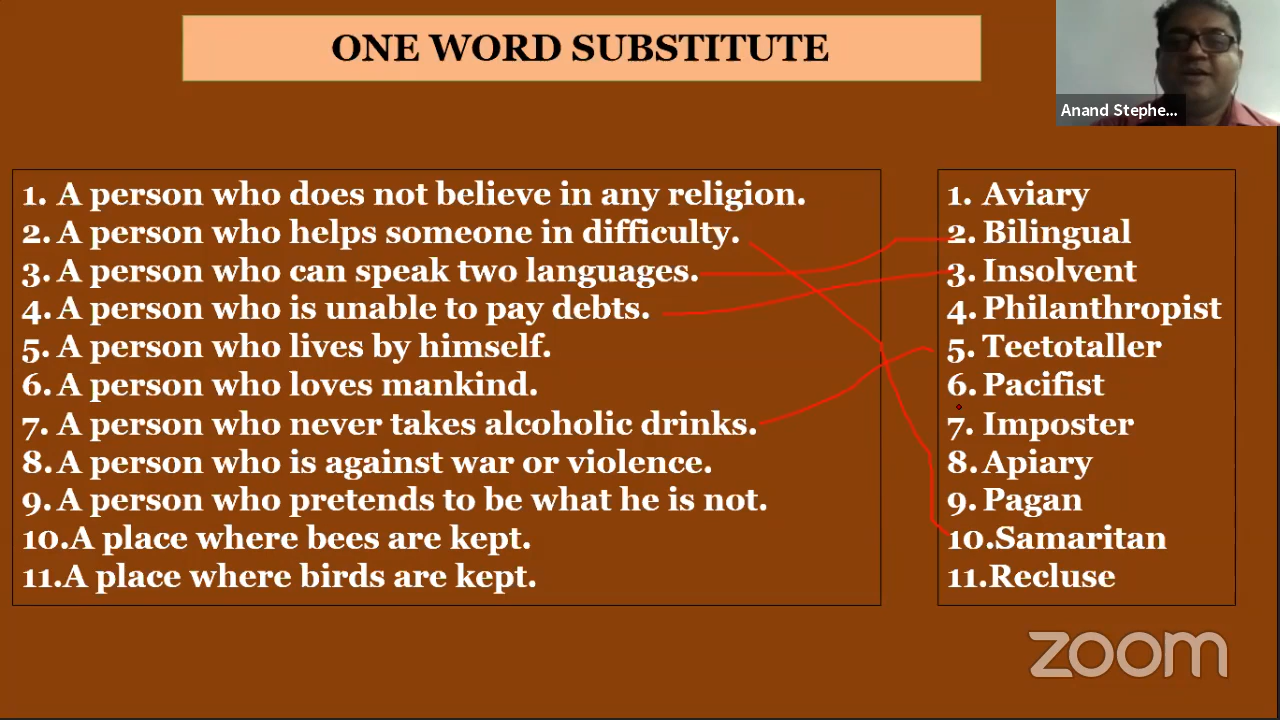 ONE WORD SUBSTITUTE
Anand Stephe...
1. A person who does not believe in any religion.
2. A person who helps someone in difficulty.
3. A person who can speak two languages.
4. A person who is unable to pay debts.
5. A person who lives by himself.
6. A person who loves mankind.
7. A person who never takes alcoholic drinks.
8. A person who is against war or violence.
9. A person who pretends to be what he is not.
10.A place where bees are kept.
11.A place where birds are kept.
1. Aviary
2. Bilingual
3. Insolvent
4. Philanthropist
5. Teetotaller
6. Pacifist
7. Imposter
8. Apiary
9. Pagan
10.Samaritan
11.Recluse
zoom